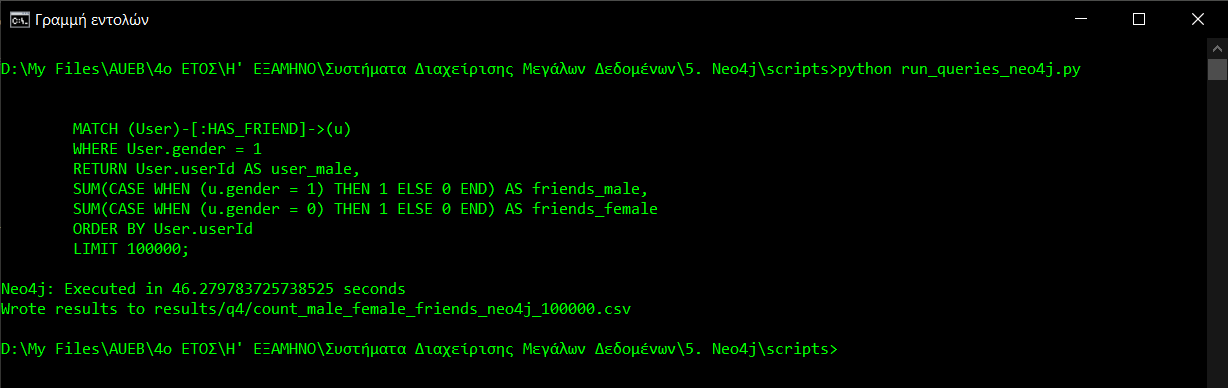 Γραμμή εντολών
D:\My Files\AUEB\4ο ΕΤΟΣ\Η' ΕΞΑΜΗΝΟ\Συστήματα Διαχείρισης Μεγάλων Δεδομένων\5. Neo4j\scripts>python run_queries_neo4j.py
MATCH (User)-[:HAS_FRIEND]->(u)
WHERE User.gender = 1
RETURN User.userId AS user_male,
SUM(CASE WHEN (u.gender = 1) THEN 1 ELSE 0 END) AS friends_male,
SUM(CASE WHEN (u.gender = 0) THEN 1 ELSE 0 END) AS friends_female
ORDER BY User.userId
LIMIT 100000;
Neo4j: Executed in 46.279783725738525 seconds
Wrote results to results/q4/count_male_female_friends_neo4j_100000.csv
D:\My Files\AUEB\4ο ΕΤΟΣ\Η' ΕΞΑΜΗΝΟ\Συστήματα Διαχείρισης Μεγάλων Δεδομένων\5. Neo4j\scripts>